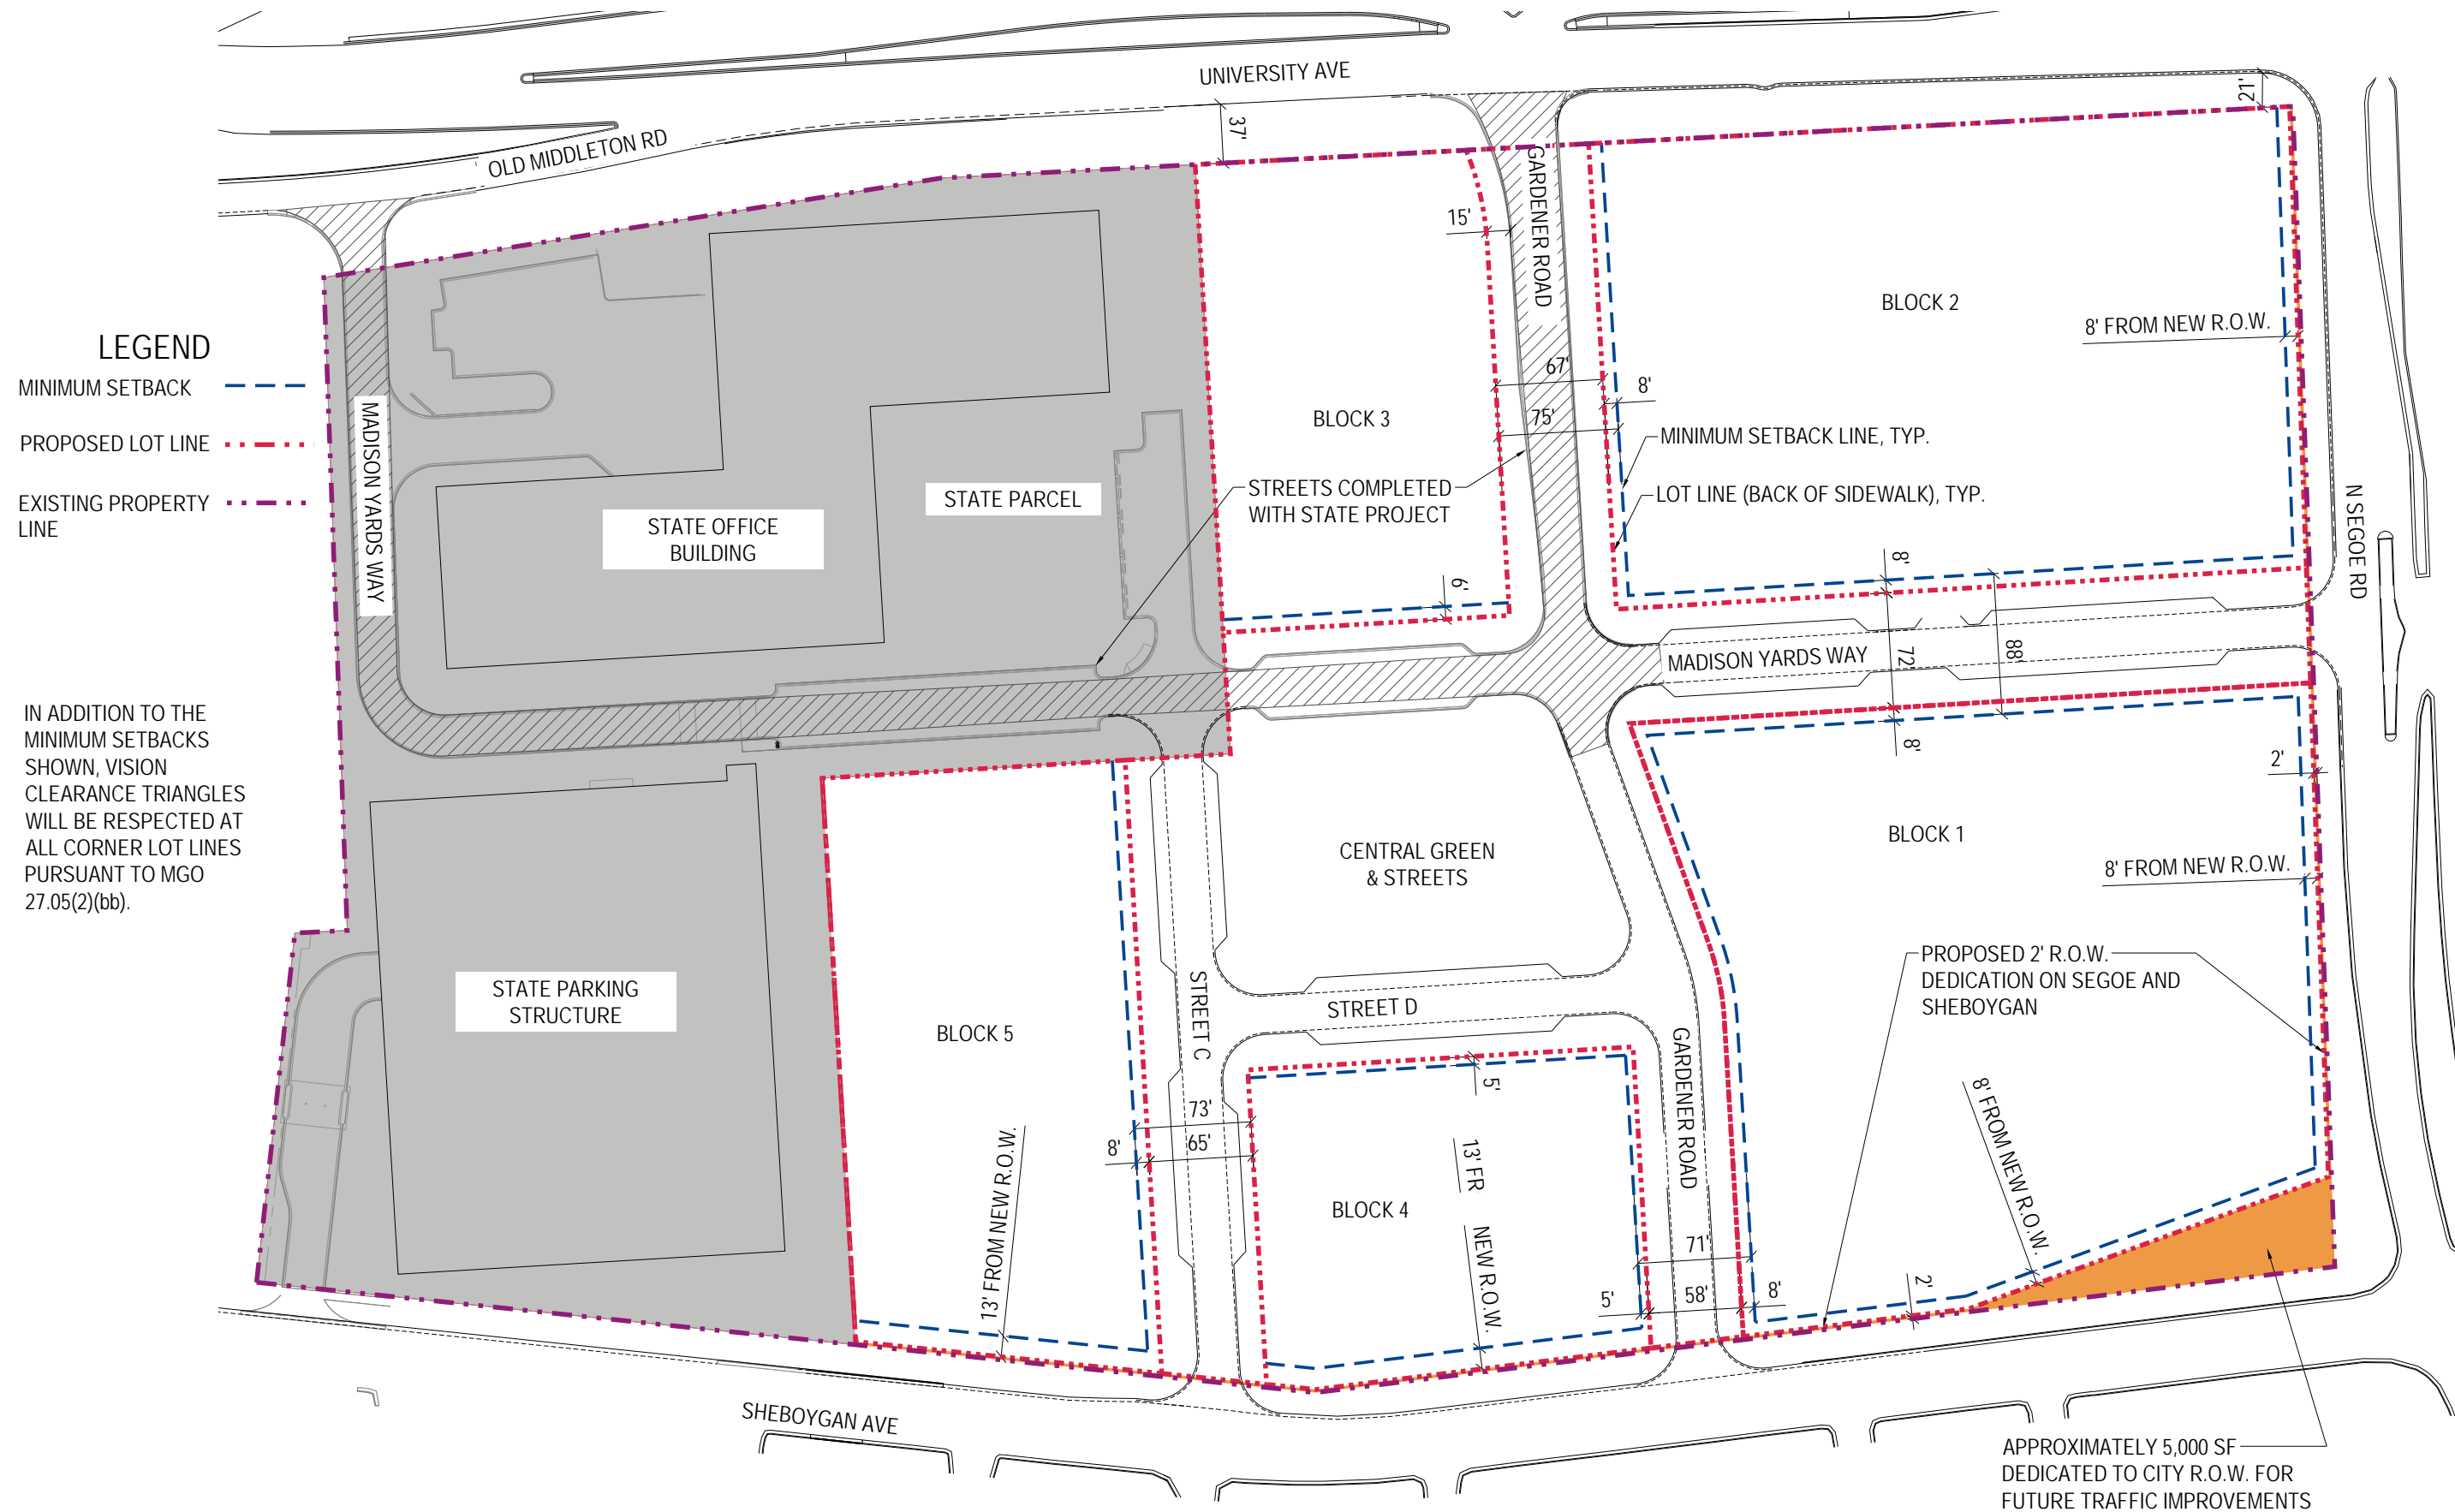 UNIVERSITY AVE
OLD MIDDLETON RD
37'
21'
GARDENER ROAD
15'
BLOCK 2
8' FROM NEW R.O.W.
LEGEND
MINIMUM SETBACK
PROPOSED LOT LINE
EXISTING PROPERTY
LINE
MADISON YARDS WAY
67'
8'
75'
BLOCK 3
MINIMUM SETBACK LINE, TYP.
LOT LINE (BACK OF SIDEWALK), TYP.
STREETS COMPLETED
WITH STATE PROJECT
STATE PARCEL
STATE OFFICE
BUILDING
N SEGOE RD
6'
8'
72'
88'
8'
MADISON YARDS WAY
IN ADDITION TO THE
MINIMUM SETBACKS
SHOWN, VISION
CLEARANCE TRIANGLES
WILL BE RESPECTED AT
ALL CORNER LOT LINES
PURSUANT TO MGO
27.05(2)(bb).
2'
BLOCK 1
8' FROM NEW R.O.W.
CENTRAL GREEN
& STREETS
PROPOSED 2' R.O.W.
DEDICATION ON SEGOE AND
SHEBOYGAN
STATE PARKING
STRUCTURE
BLOCK 5
STREET C
STREET D
GARDENER ROAD
5'
73'
65'
8'
13' FROM NEW R.O.W.
BLOCK 4
13' FR NEW R.O.W.
71'
58'
5'
8'
8' FROM NEW R.O.W.
2'
SHEBOYGAN AVE
APPROXIMATELY 5,000 SF
DEDICATED TO CITY R.O.W. FOR
FUTURE TRAFFIC IMPROVEMENTS